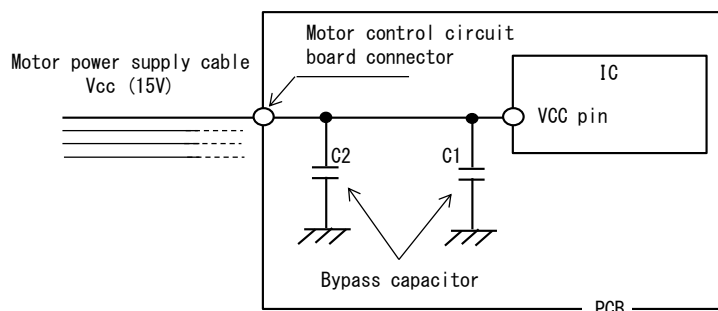 Motor control circuit
board connector
Motor power supply cable
Vcc (15V)
IC
VCC pin
C2
C1
Bypass capacitor
PCB